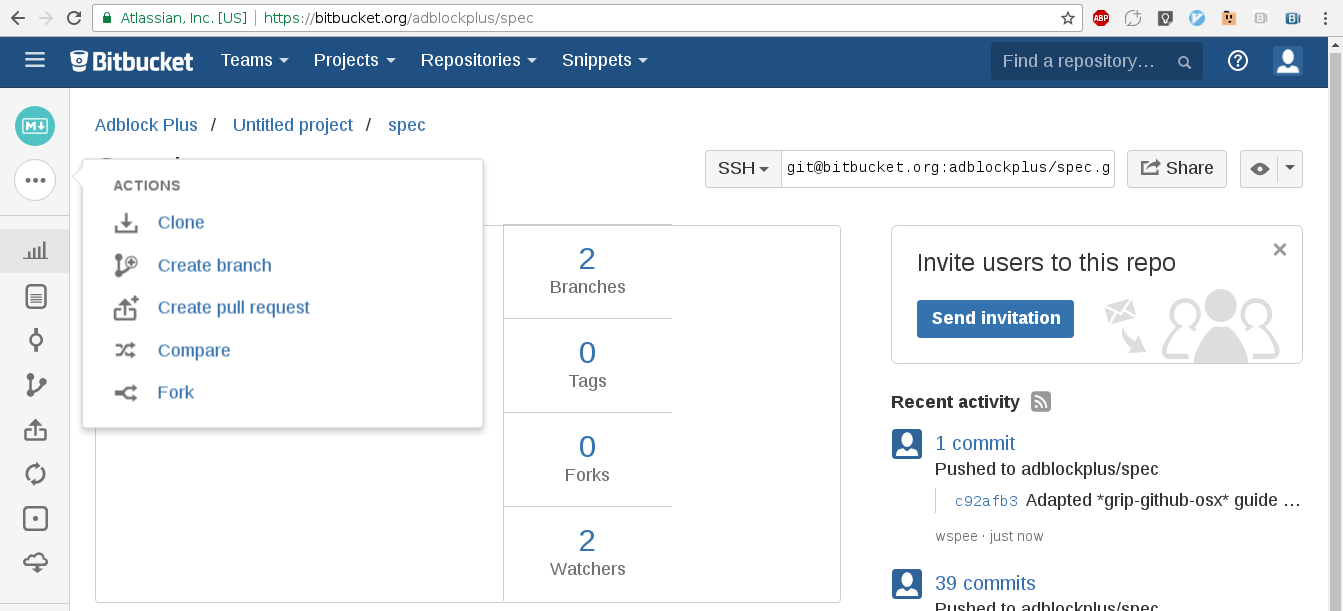 Atlassian, Inc. [US] https://bitbucket.org/adblockplus/spec
ABP
Bitbucket Teams Projects Repositories Snippets Find a repository...
Adblock Plus / Untitled project / spec
SSH git@bitbucket.org:adblockplus/spec.g Share
ACTIONS
Clone
Create branch
Create pull request
Compare
Fork
2
Branches
0
Tags
0
Forks
2
Watchers
Invite users to this repo
Send invitation
Recent activity
1 commit
Pushed to adblockplus/spec
c92afb3 Adapted *grip-github-osx* guide ...
wspee · just now
39 commits
Pushed to adblockplus/spec